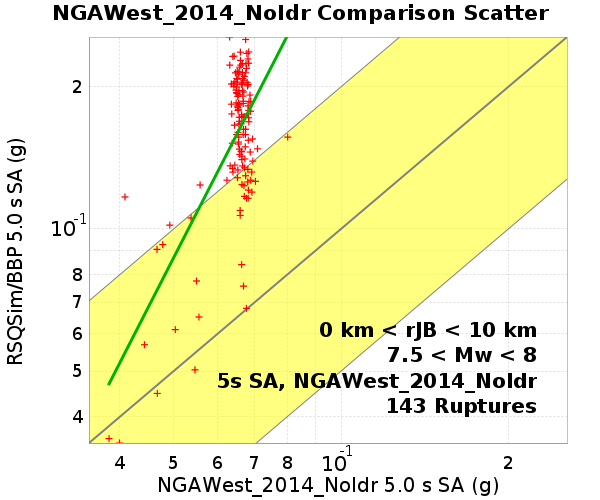 NGAWest_2014_NoIdr Comparison Scatter
RSQSim/BBP 5.0 s SA (g)
2
10-1
8
7
6
5
4
0 km < rJB < 10 km
7.5 < Mw < 8
5s SA, NGAWest_2014_NoIdr
143 Ruptures
4 5 6 7 8 10-1 2
NGAWest_2014_NoIdr 5.0 s SA (g)